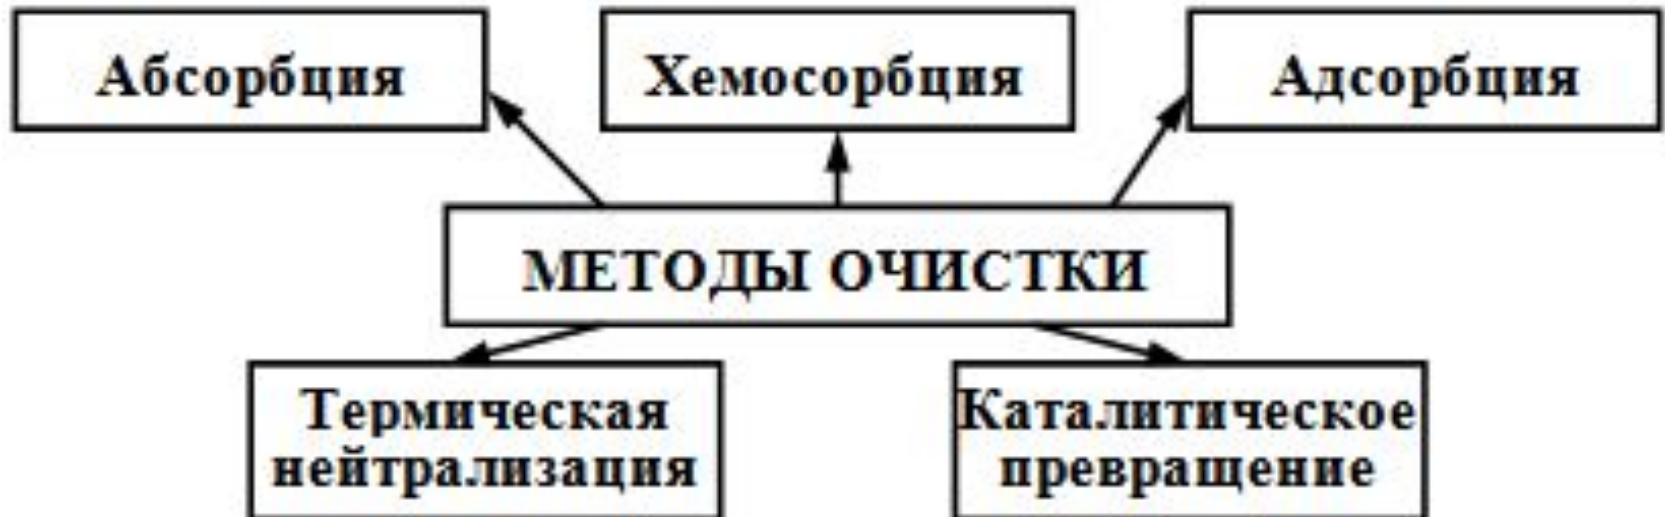 Абсорбция
Хемосорбция
Адсорбция
МЕТОДЫ ОЧИСТКИ
Термическая
нейтрализация
Каталитическое
превращение